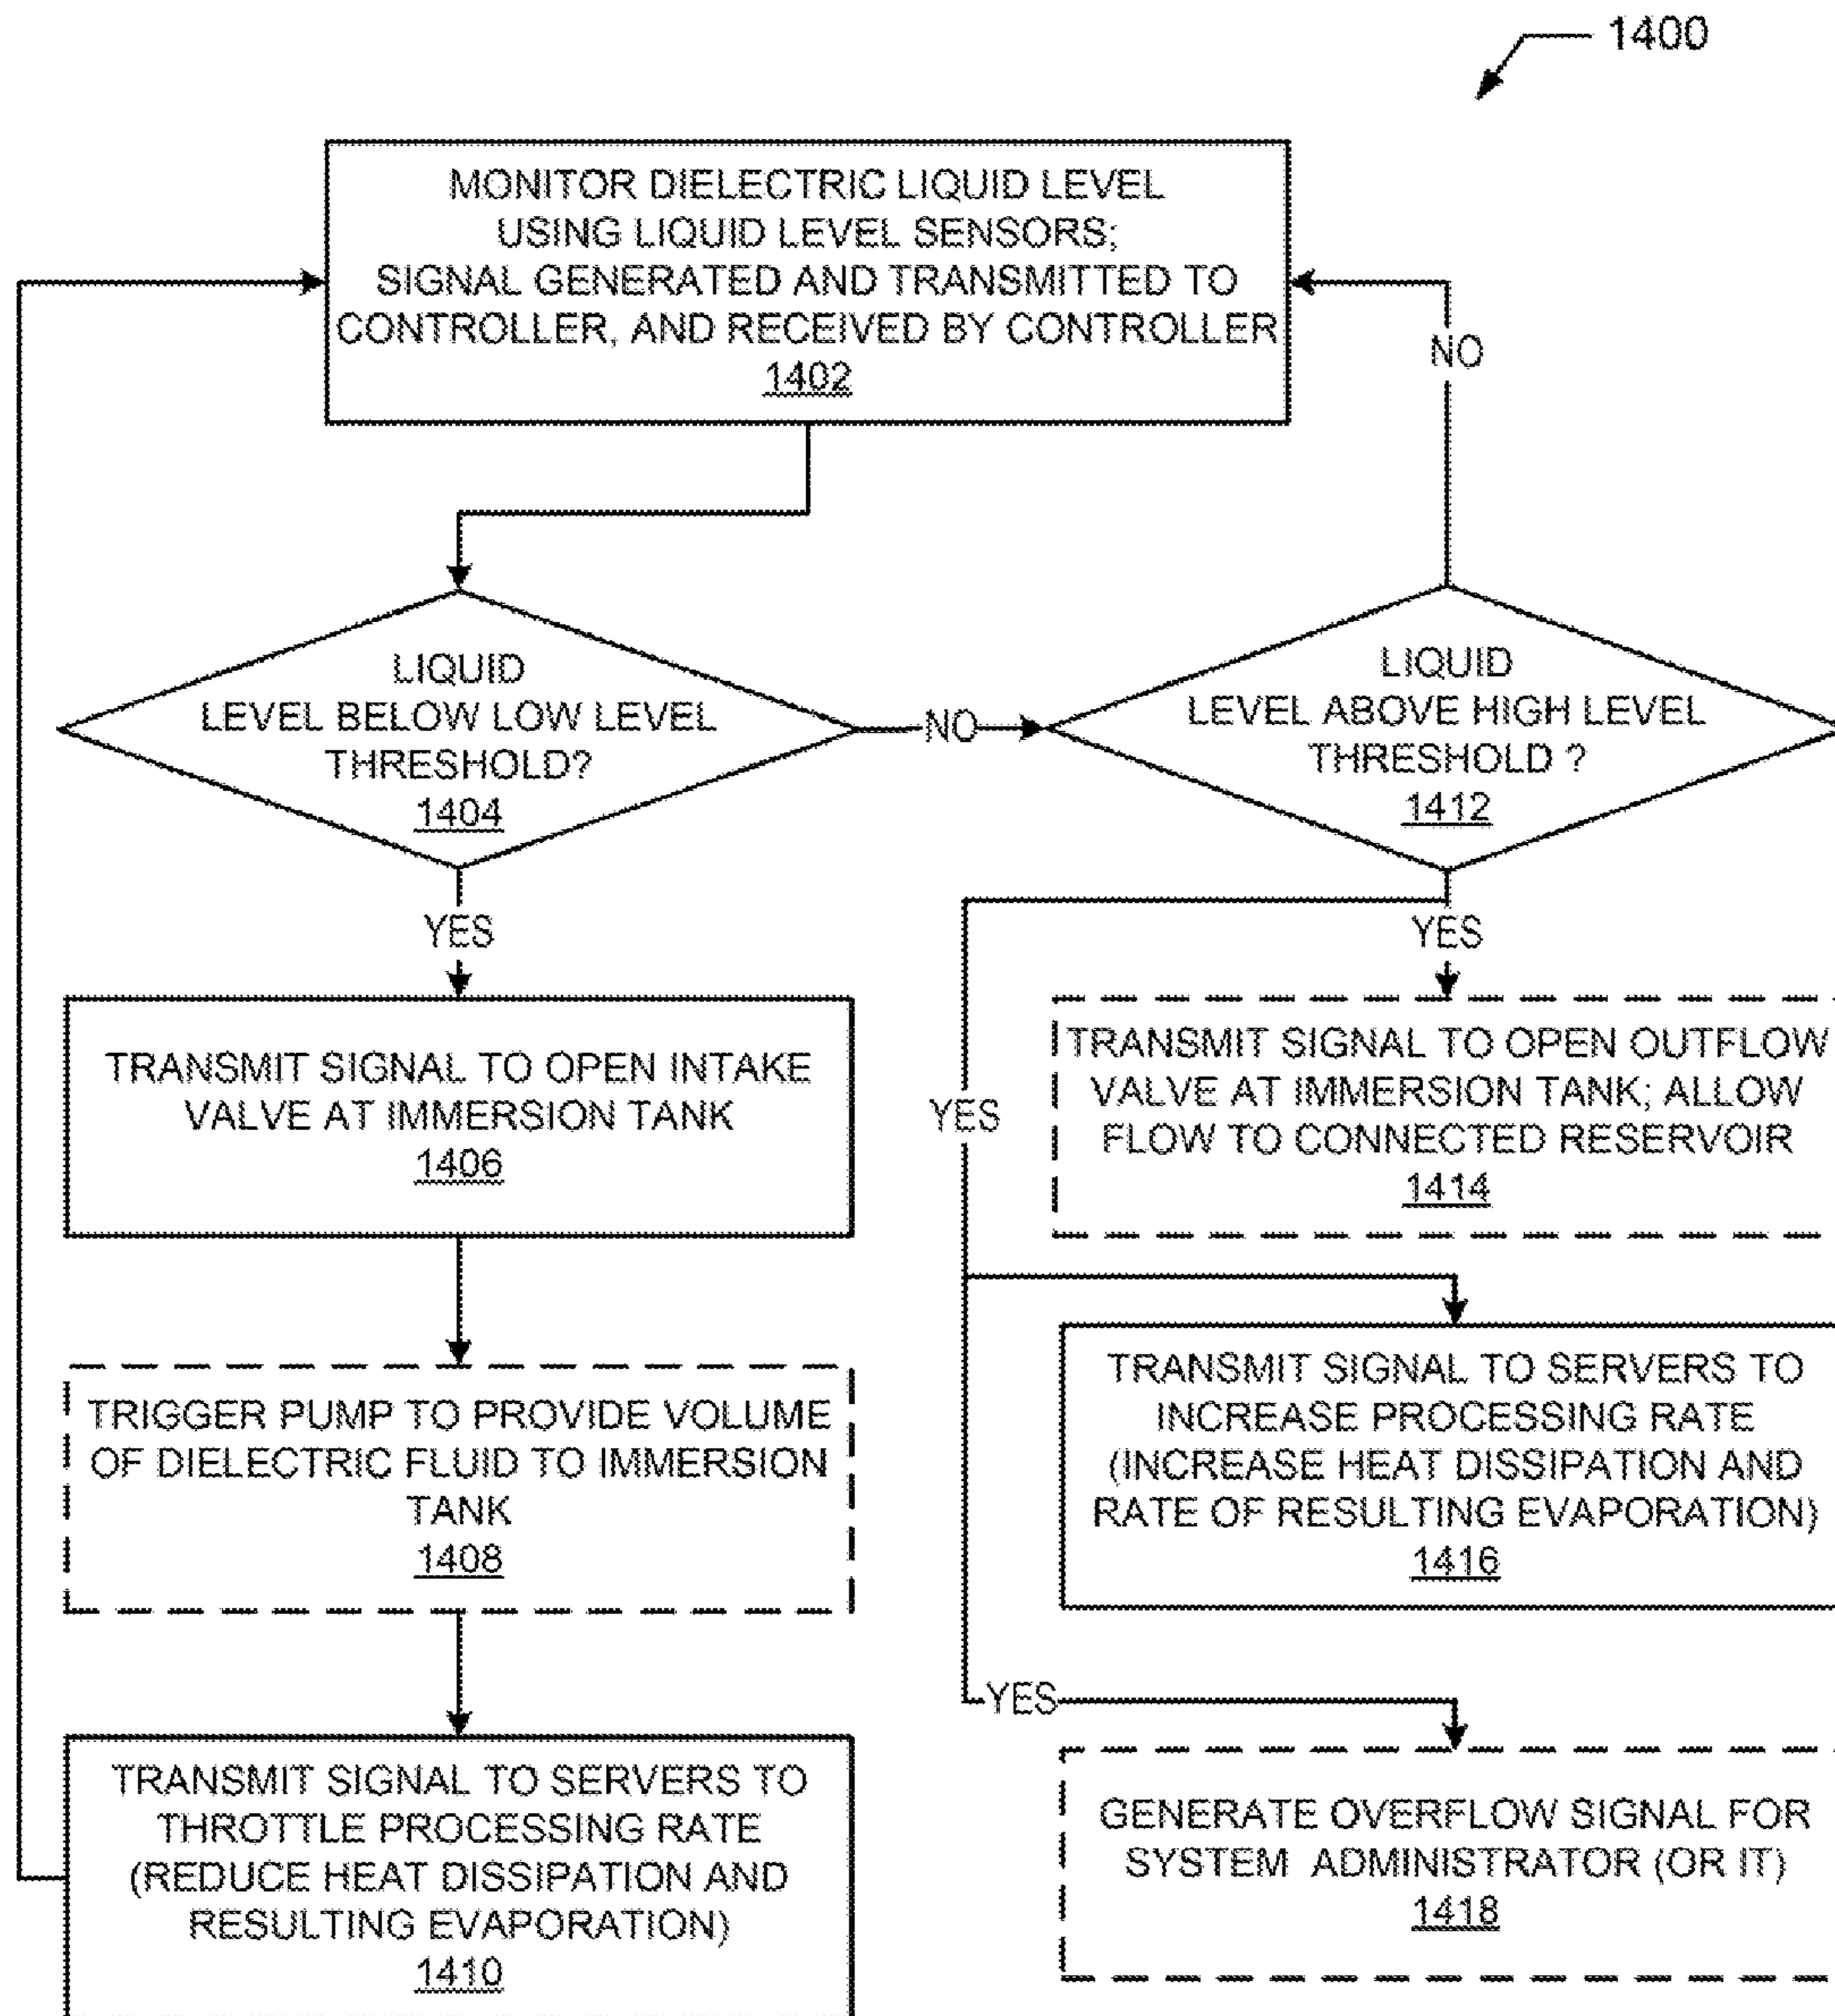 1400
MONITOR DIELECTRIC LIQUID LEVEL
USING LIQUID LEVEL SENSORS;
SIGNAL GENERATED AND TRANSMITTED TO
CONTROLLER, AND RECEIVED BY CONTROLLER
1402
NO
LIQUID
LEVEL BELOW LOW LEVEL
THRESHOLD?
1404
NO
LIQUID
LEVEL ABOVE HIGH LEVEL
THRESHOLD ?
1412
YES
TRANSMIT SIGNAL TO OPEN INTAKE
VALVE AT IMMERSION TANK
1406
TRIGGER PUMP TO PROVIDE VOLUME
OF DIELECTRIC FLUID TO IMMERSION
TANK
1408
TRANSMIT SIGNAL TO SERVERS TO
THROTTLE PROCESSING RATE
(REDUCE HEAT DISSIPATION AND
RESULTING EVAPORATION)
1410
YES
TRANSMIT SIGNAL TO OPEN OUTFLOW
VALVE AT IMMERSION TANK; ALLOW
FLOW TO CONNECTED RESERVOIR
1414
YES
TRANSMIT SIGNAL TO SERVERS TO
INCREASE PROCESSING RATE
(INCREASE HEAT DISSIPATION AND
RATE OF RESULTING EVAPORATION)
1416
YES
GENERATE OVERFLOW SIGNAL FOR
SYSTEM ADMINISTRATOR (OR IT)
1418